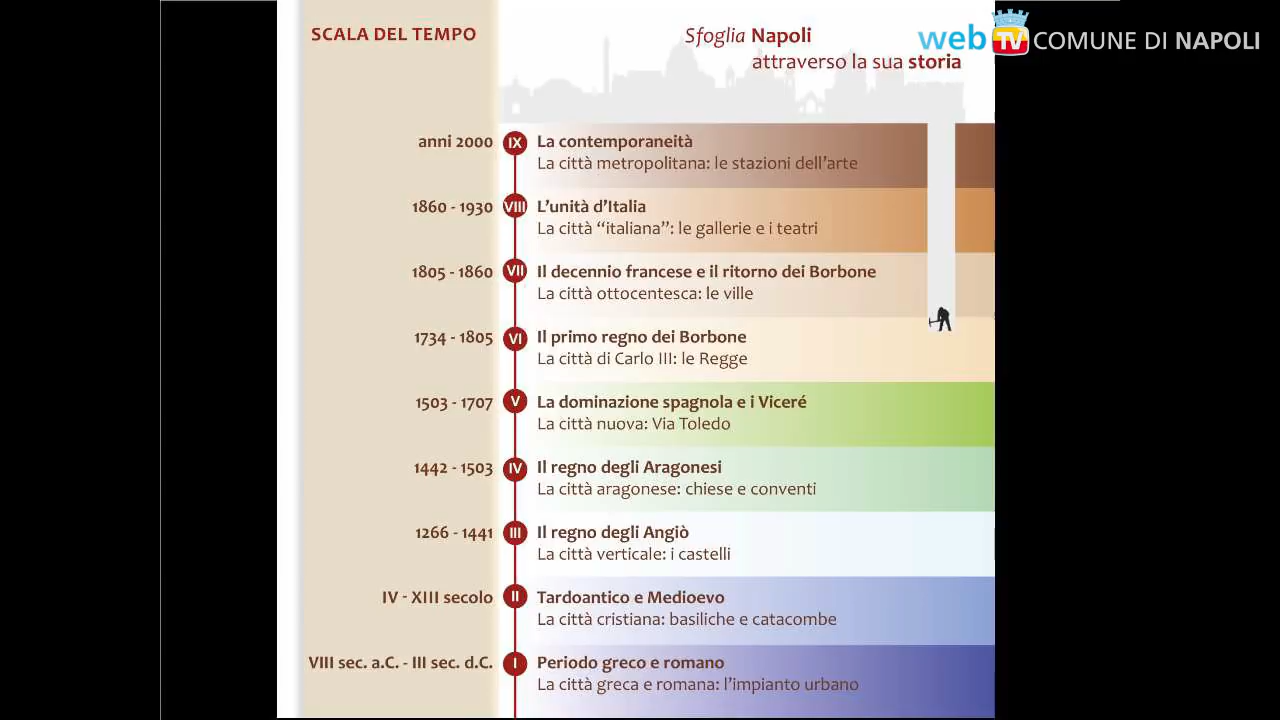 SCALA DEL TEMPO
Sfoglia Napoli
attraverso la sua storia
web TV COMUNE DI NAPOLI
anni 2000 IX La contemporaneità
La città metropolitana: le stazioni dell'arte
1860 - 1930 VIII L'unità d'Italia
La città “italiana”: le gallerie e i teatri
1805 - 1860 VII Il decennio francese e il ritorno dei Borbone
La città ottocentesca: le ville
1734 - 1805 VI Il primo regno dei Borbone
La città di Carlo III: le Regge
1503 - 1707 V La dominazione spagnola e i Viceré
La città nuova: Via Toledo
1442 - 1503 IV Il regno degli Aragonesi
La città aragonese: chiese e conventi
1266 - 1441 III Il regno degli Angiò
La città verticale: i castelli
IV - XIII secolo II Tardoantico e Medioevo
La città cristiana: basiliche e catacombe
VIII sec. a.C. - III sec. d.C. I Periodo greco e romano
La città greca e romana: l'impianto urbano